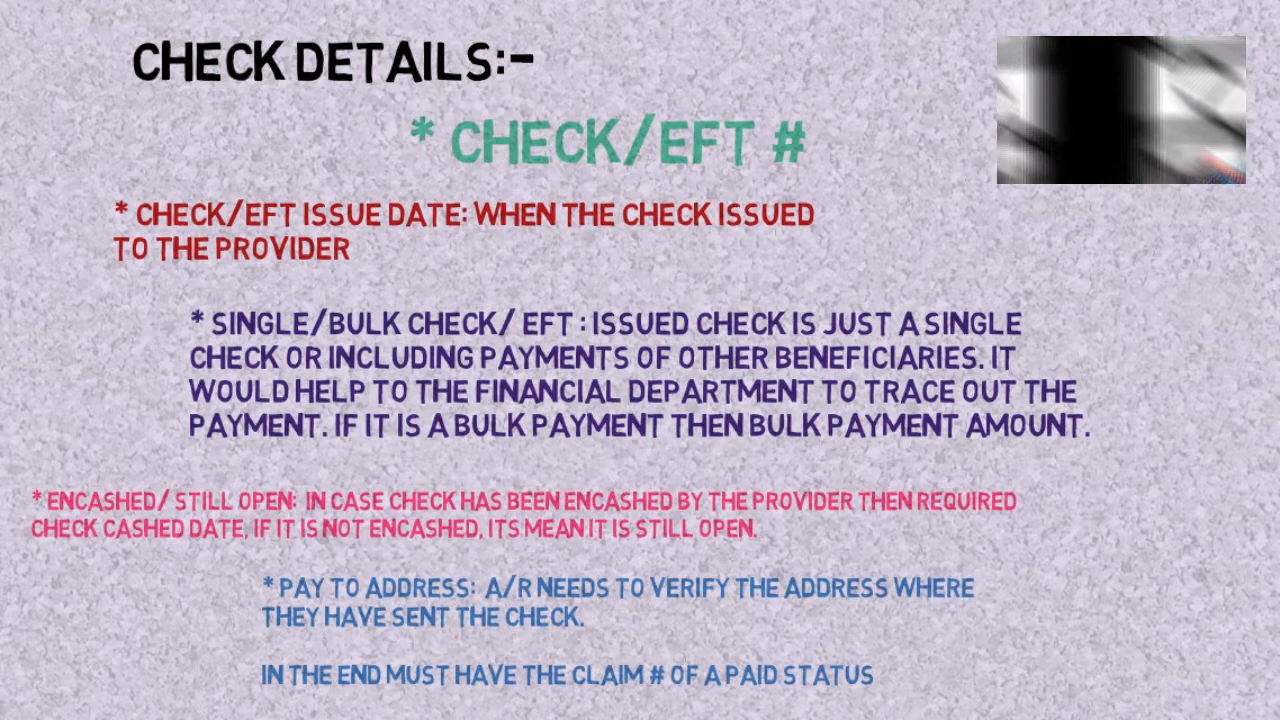 CHECK DETAILS:-
* CHECK/EFT #
* CHECK/EFT ISSUE DATE: WHEN THE CHECK ISSUED
TO THE PROVIDER
* SINGLE/BULK CHECK/ EFT : ISSUED CHECK IS JUST A SINGLE
CHECK OR INCLUDING PAYMENTS OF OTHER BENEFICIARIES. IT
WOULD HELP TO THE FINANCIAL DEPARTMENT TO TRACE OUT THE
PAYMENT. IF IT IS A BULK PAYMENT THEN BULK PAYMENT AMOUNT.
* ENCASHED/ STILL OPEN: IN CASE CHECK HAS BEEN ENCASHED BY THE PROVIDER THEN REQUIRED
CHECK CASHED DATE, IF IT IS NOT ENCASHED, ITS MEAN IT IS STILL OPEN.
* PAY TO ADDRESS: A/R NEEDS TO VERIFY THE ADDRESS WHERE
THEY HAVE SENT THE CHECK.
IN THE END MUST HAVE THE CLAIM # OF A PAID STATUS